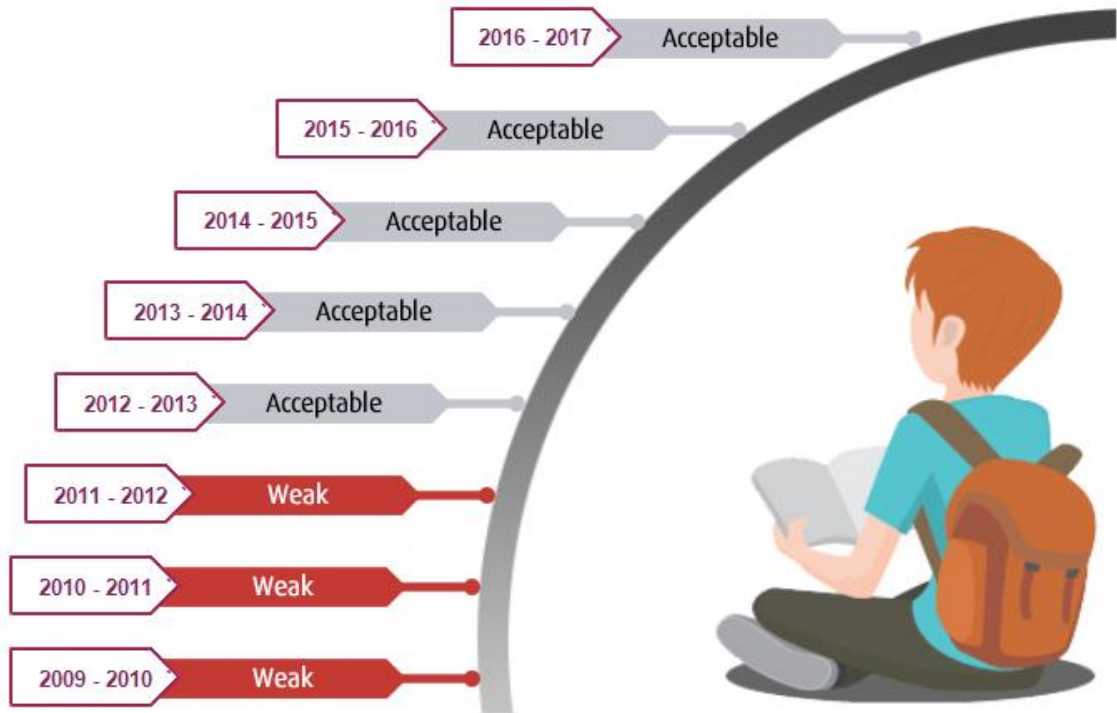 2016 - 2017 Acceptable
2015 - 2016 Acceptable
2014 - 2015 Acceptable
2013 - 2014 Acceptable
2012 - 2013 Acceptable
2011 - 2012 Weak
2010 - 2011 Weak
2009 - 2010 Weak